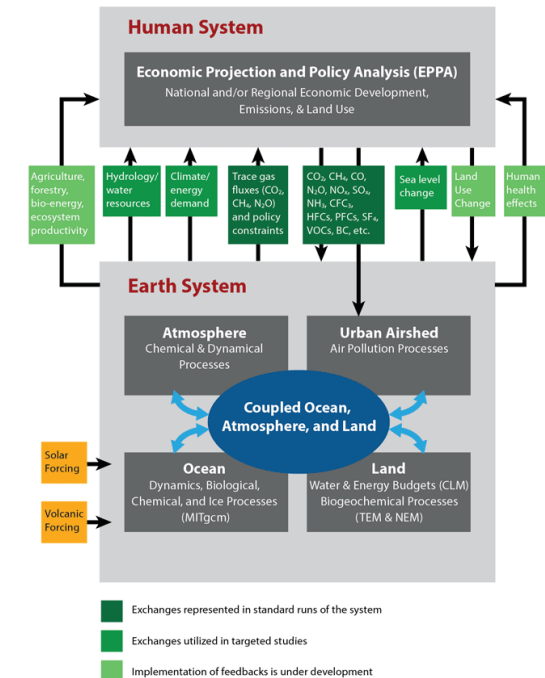 Human System
Economic Projection and Policy Analysis (EPPA)
National and/or Regional Economic Development,
Emissions, & Land Use
Agriculture,
forestry,
bio-energy,
ecosystem
productivity
Hydrology/
water
resources
Climate/
energy
demand
Trace gas
fluxes (CO₂,
CH₄, N₂O)
and policy
constraints
CO₂, CH₄, CO,
N₂O, NOₓ, SOₓ,
NH₃, CFC₃,
HFCs, PFCs, SF₄,
VOCs, BC, etc.
Sea level
change
Land
Use
Change
Human
health
effects
Earth System
Atmosphere
Chemical & Dynamical
Processes
Urban Airshed
Air Pollution Processes
Coupled Ocean,
Atmosphere, and Land
Solar
Forcing
Volcanic
Forcing
Ocean
Dynamics, Biological,
Chemical, and Ice Processes
(MITgcm)
Land
Water & Energy Budgets (CLM)
Biogeochemical Processes
(TEM & NEM)
Exchanges represented in standard runs of the system
Exchanges utilized in targeted studies
Implementation of feedbacks is under development